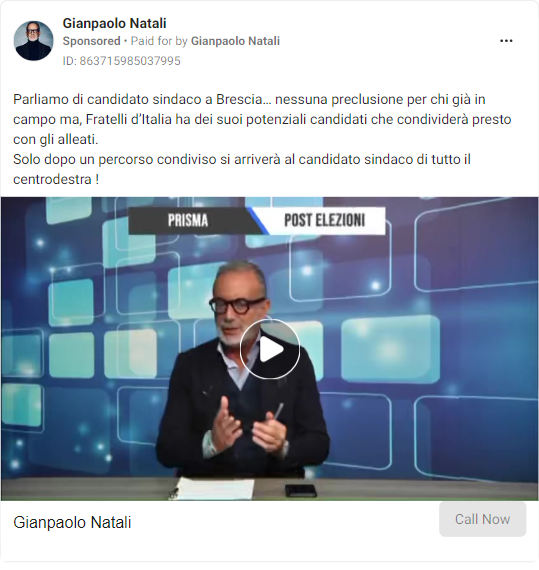 Gianpaolo Natali
Sponsored • Paid for by Gianpaolo Natali
ID: 863715985037995
Parliamo di candidato sindaco a Brescia… nessuna preclusione per chi già in
campo ma, Fratelli d’Italia ha dei suoi potenziali candidati che condividerà presto
con gli alleati.
Solo dopo un percorso condiviso si arriverà al candidato sindaco di tutto il
centrodestra !
PRISMA
POST ELEZIONI
Gianpaolo Natali
Call Now